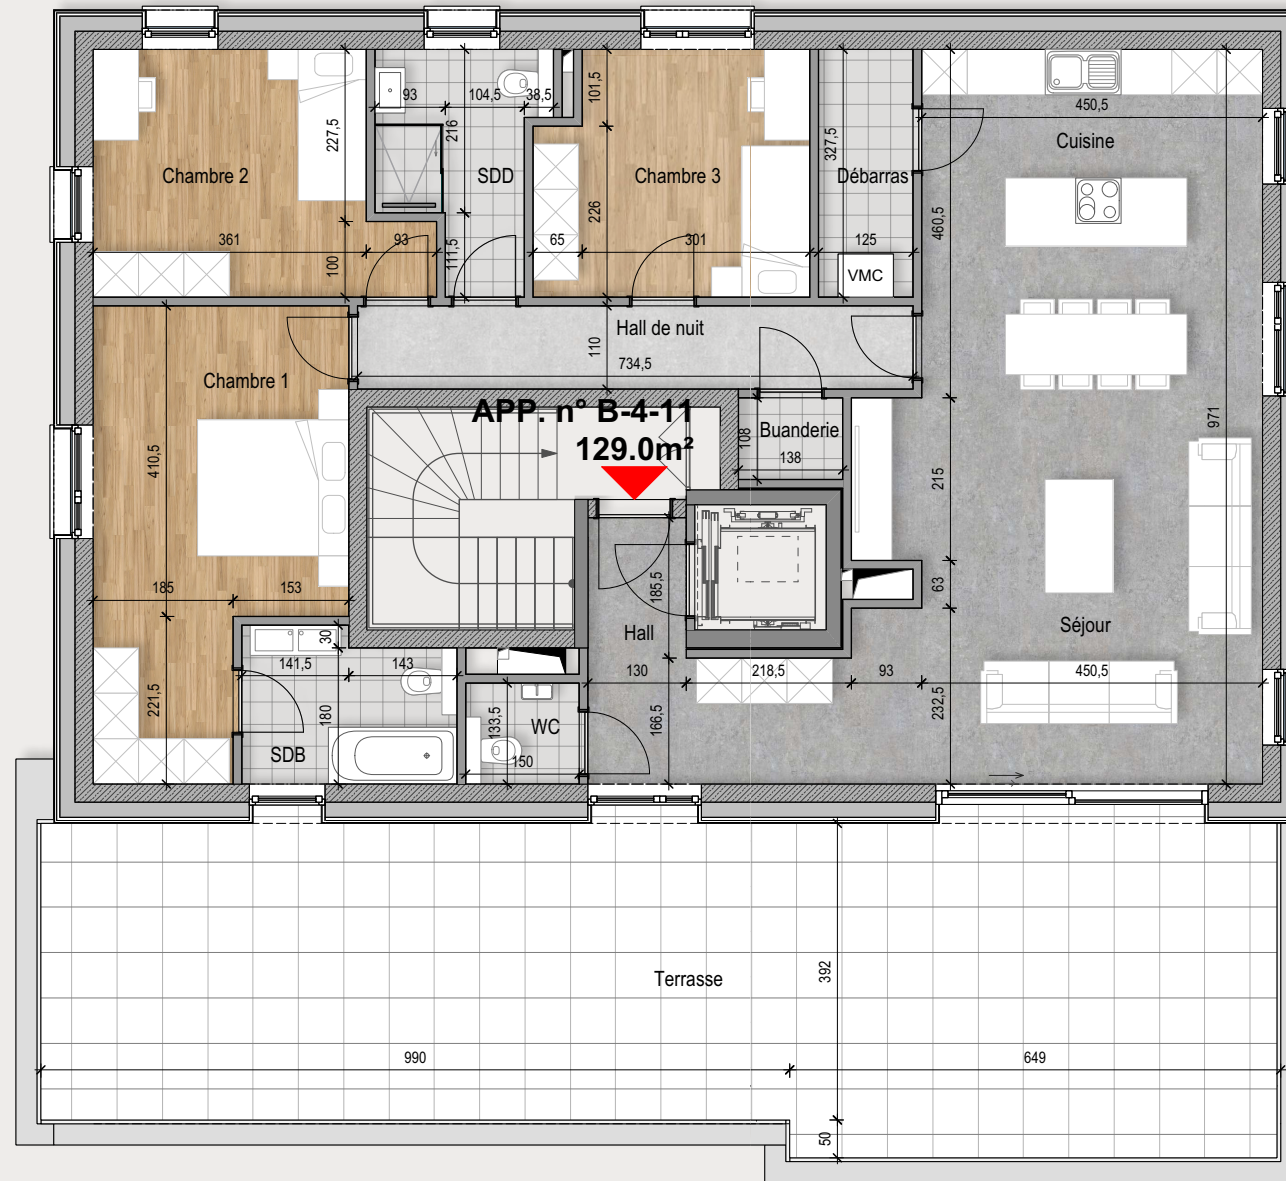 93
104,5
38,5
101,5
450,5
227,5
216
327,5
Cuisine
Chambre 2
SDD
Chambre 3
Débarras
226
460,5
361
93
65
301
125
111,5
100
VMC
Hall de nuit
110
734,5
Chambre 1
APP. n° B-4-11
129.0m²
Buanderie
108
138
971
410,5
215
185
153
185,5
63
30
Hall
Séjour
141,5
143
130
218,5
93
450,5
221,5
180
133,5
WC
166,5
232,5
SDB
150
Terrasse
392
990
649
50